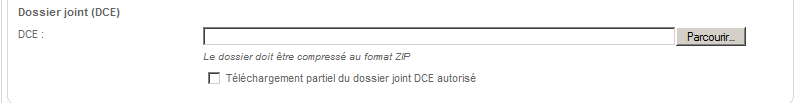 Dossier joint (DCE)
DCE : Parcourir...
Le dossier doit être compressé au format ZIP
Téléchargement partiel du dossier joint DCE autorisé